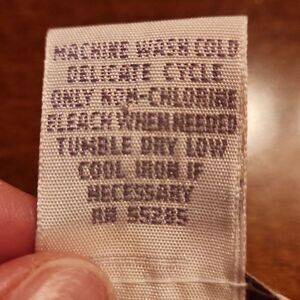 MACHINE WASH COLD
DELICATE CYCLE
ONLY NON-CHLORINE
BLEACH WHEN NEEDED
TUMBLE DRY LOW
COOL IRON IF
NECESSARY
RN 55285